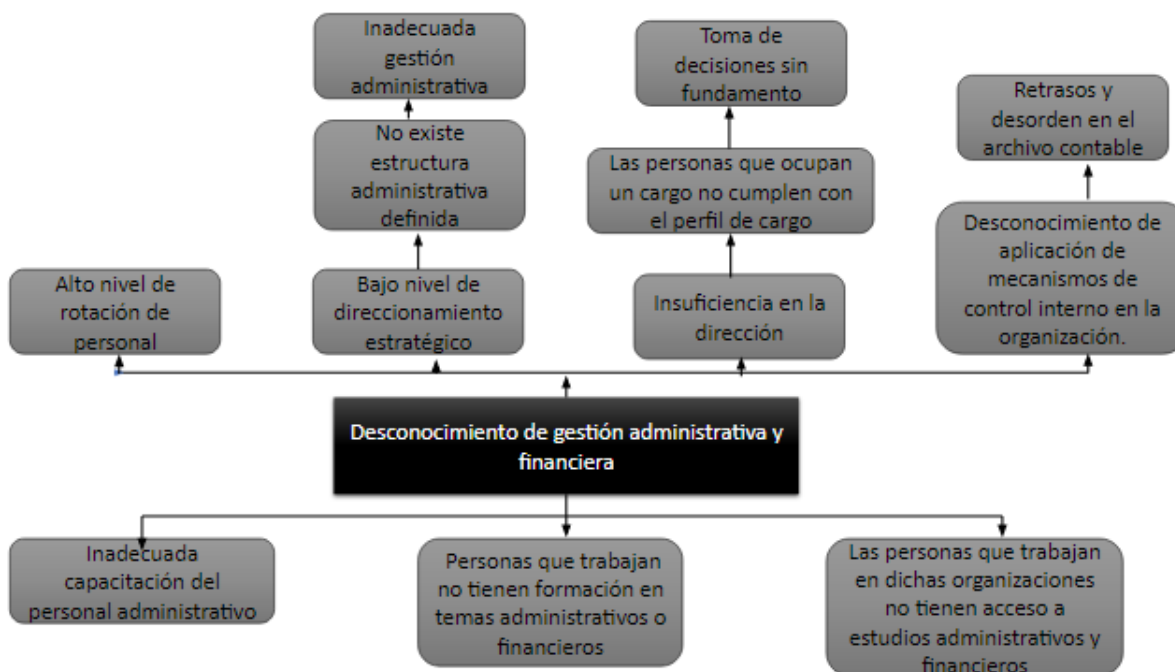 Inadecuada
gestión
administrativa
Toma de
decisiones sin
fundamento
Retrasos y
desorden en el
archivo contable
No existe
estructura
administrativa
definida
Las personas que ocupan
un cargo no cumplen con
el perfil de cargo
Desconocimiento de
aplicación de
mecanismos de
control interno en la
organización.
Alto nivel de
rotación de
personal
Bajo nivel de
direccionamiento
estratégico
Insuficiencia en la
dirección
Desconocimiento de gestión administrativa y
financiera
Inadecuada
capacitación del
personal administrativo
Personas que trabajan
no tienen formación en
temas administrativos o
financieros
Las personas que trabajan
en dichas organizaciones
no tienen acceso a
estudios administrativos y
financieros